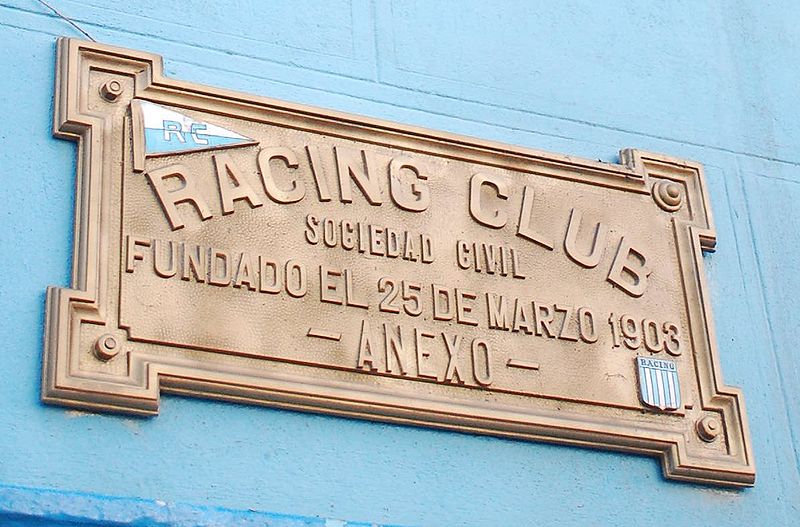 RC
RACING CLUB
SOCIEDAD CIVIL
FUNDADO EL 25 DE MARZO 1903
- ANEXO -
RACING